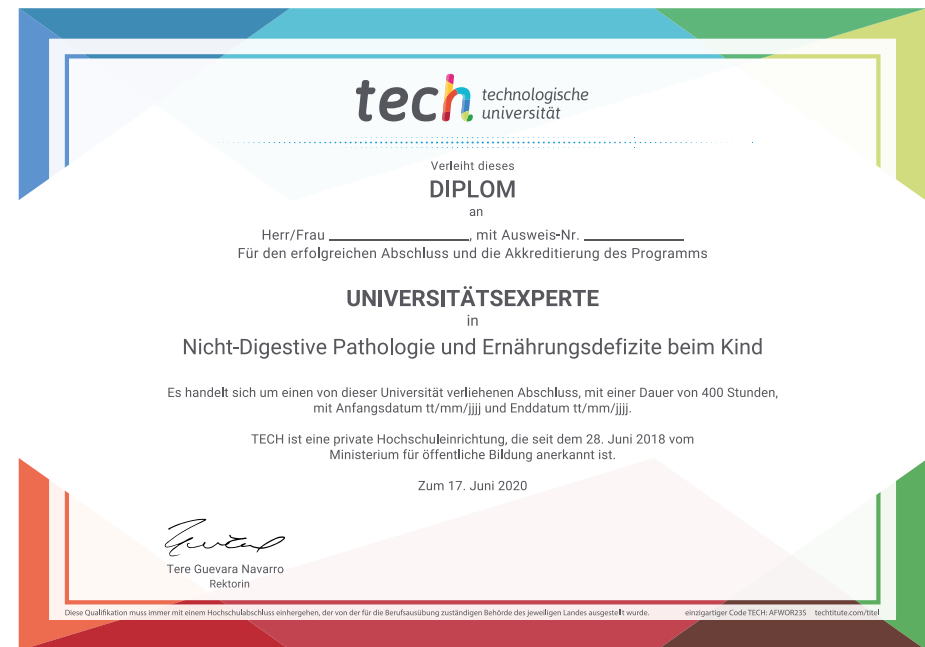 tech technologische
universität
Verleiht dieses
DIPLOM
an
Herr/Frau ____________________, mit Ausweis-Nr. ______________
Für den erfolgreichen Abschluss und die Akkreditierung des Programms
UNIVERSITÄTSEXPERTE
in
Nicht-Digestive Pathologie und Ernährungsdefizite beim Kind
Es handelt sich um einen von dieser Universität verliehenen Abschluss, mit einer Dauer von 400 Stunden,
mit Anfangsdatum tt/mm/jjjj und Enddatum tt/mm/jjjj.
TECH ist eine private Hochschuleinrichtung, die seit dem 28. Juni 2018 vom
Ministerium für öffentliche Bildung anerkannt ist.
Zum 17. Juni 2020
Tere Guevara Navarro
Rektorin
Diese Qualifikation muss immer mit einem Hochschulabschluss einhergehen, der von der für die Berufsausübung zuständigen Behörde des jeweiligen Landes ausgestellt wurde. einzigartiger Code TECH: AFWOR23S techtitute.com/titel